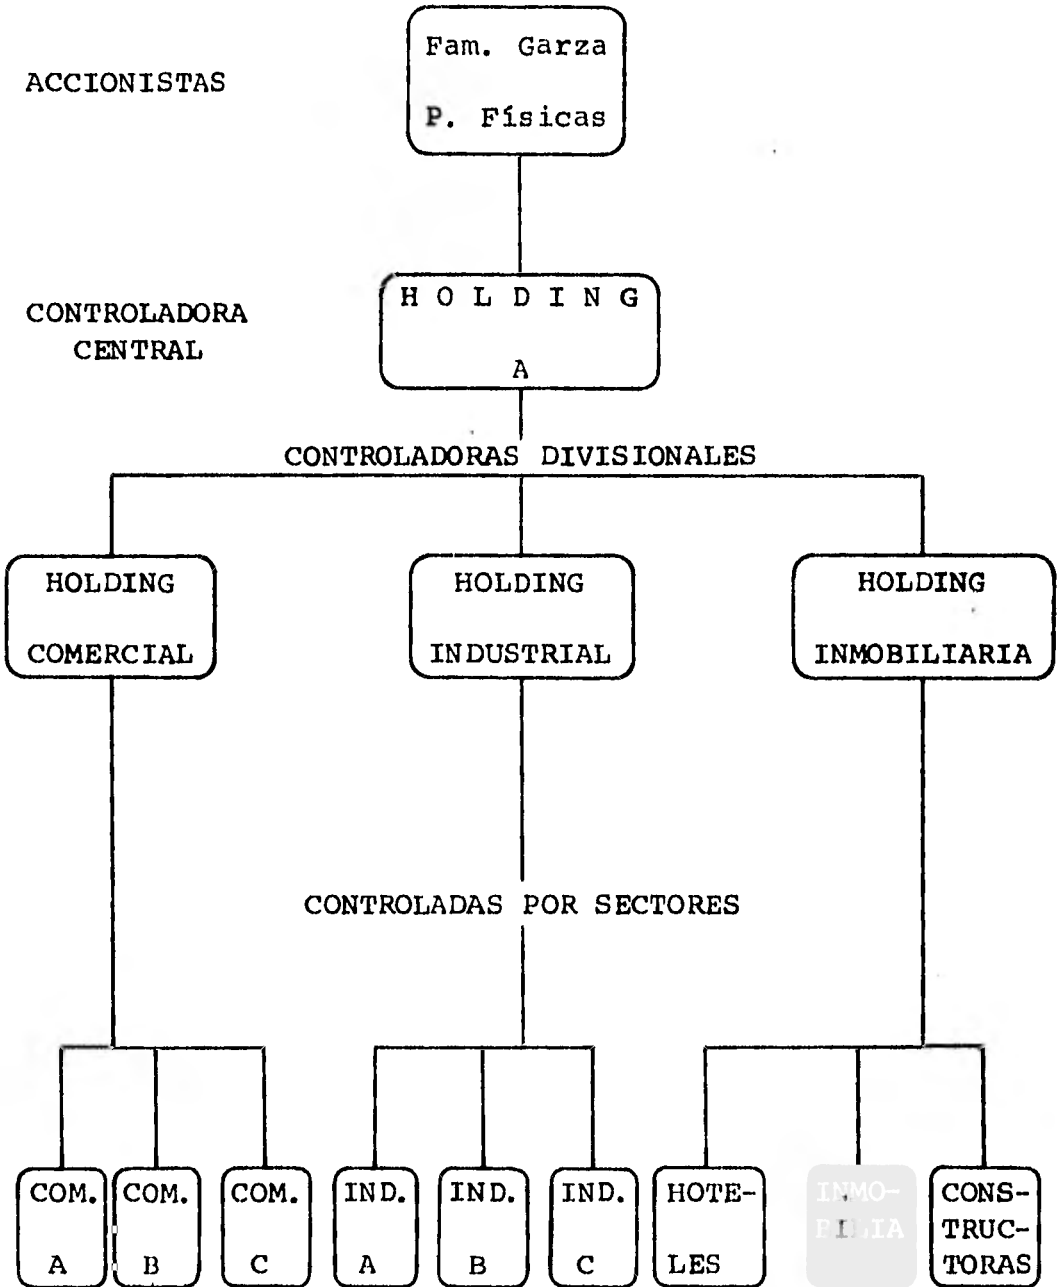 ACCIONISTAS
Fam. Garza
P. Físicas
CONTROLADORA
CENTRAL
H O L D I N G
A
CONTROLADORAS DIVISIONALES
HOLDING
COMERCIAL
HOLDING
INDUSTRIAL
HOLDING
INMOBILIARIA
CONTROLADAS POR SECTORES
COM.
A
COM.
B
COM.
C
IND.
A
IND.
B
IND.
C
HOTE-
LES
INMO-
CONS-
TRUC-
TORAS